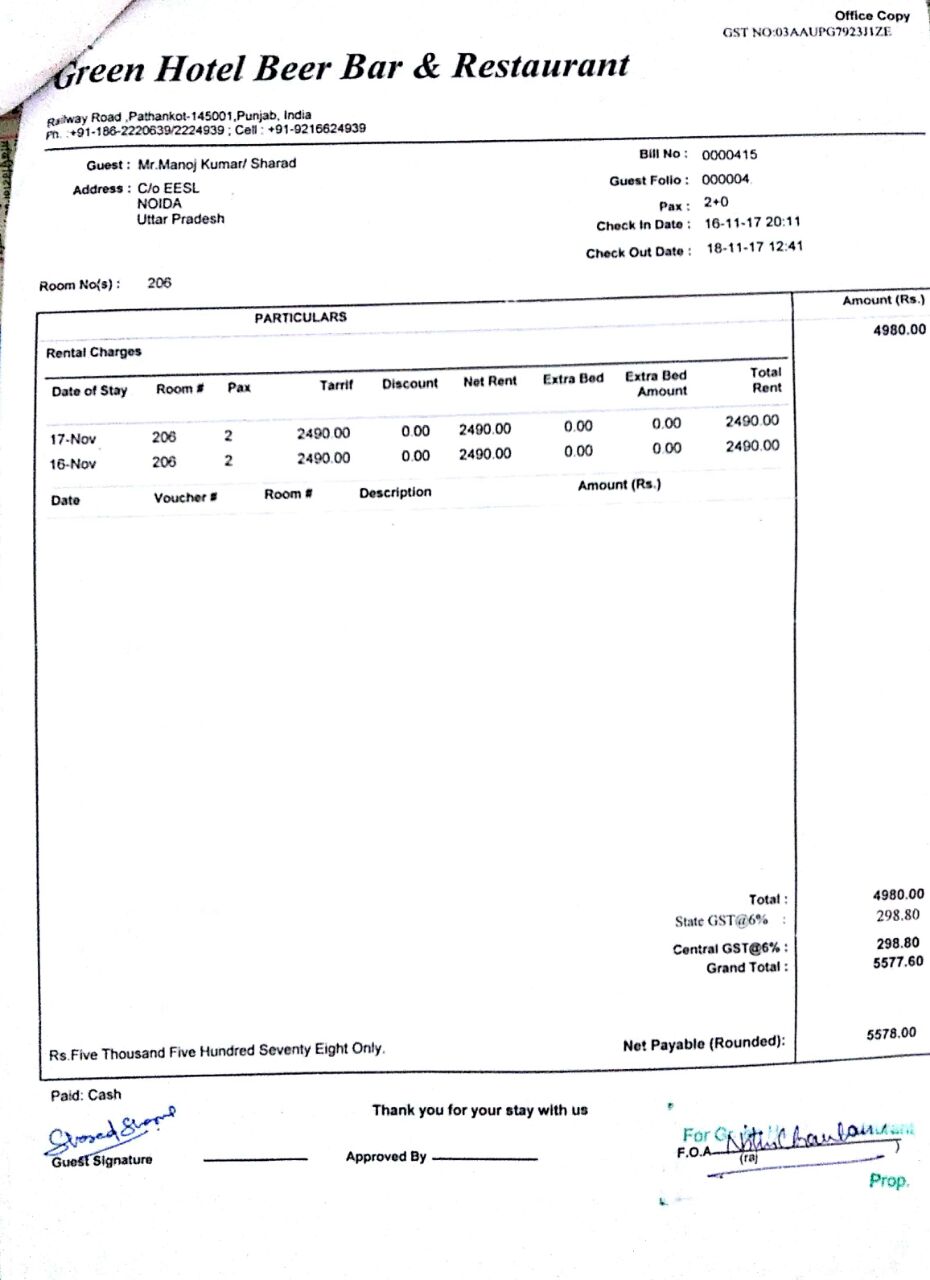 Office Copy
GST NO:03AAUPG7923J1ZE
Green Hotel Beer Bar & Restaurant
Railway Road ,Pathankot-145001,Punjab, India
Ph. :+91-186-2220639/2224939 ; Cell : +91-9216624939
Guest : Mr.Manoj Kumar/ Sharad
Address : C/o EESL
NOIDA
Uttar Pradesh
Bill No : 0000415
Guest Folio : 000004
Pax : 2+0
Check In Date : 16-11-17 20:11
Check Out Date : 18-11-17 12:41
Room No(s) : 206
PARTICULARS Amount (Rs.)
Rental Charges 4980.00
Date of Stay Room # Pax Tarrif Discount Net Rent Extra Bed Extra Bed Amount Total Rent
17-Nov 206 2 2490.00 0.00 2490.00 0.00 0.00 2490.00
16-Nov 206 2 2490.00 0.00 2490.00 0.00 0.00 2490.00
Date Voucher # Room # Description Amount (Rs.)
Total : 4980.00
State GST@6% : 298.80
Central GST@6% : 298.80
Grand Total : 5577.60
Rs.Five Thousand Five Hundred Seventy Eight Only. Net Payable (Rounded): 5578.00
Paid: Cash
Thank you for your stay with us
For
Guest Signature Approved By F.O.A
(raj
Prop.